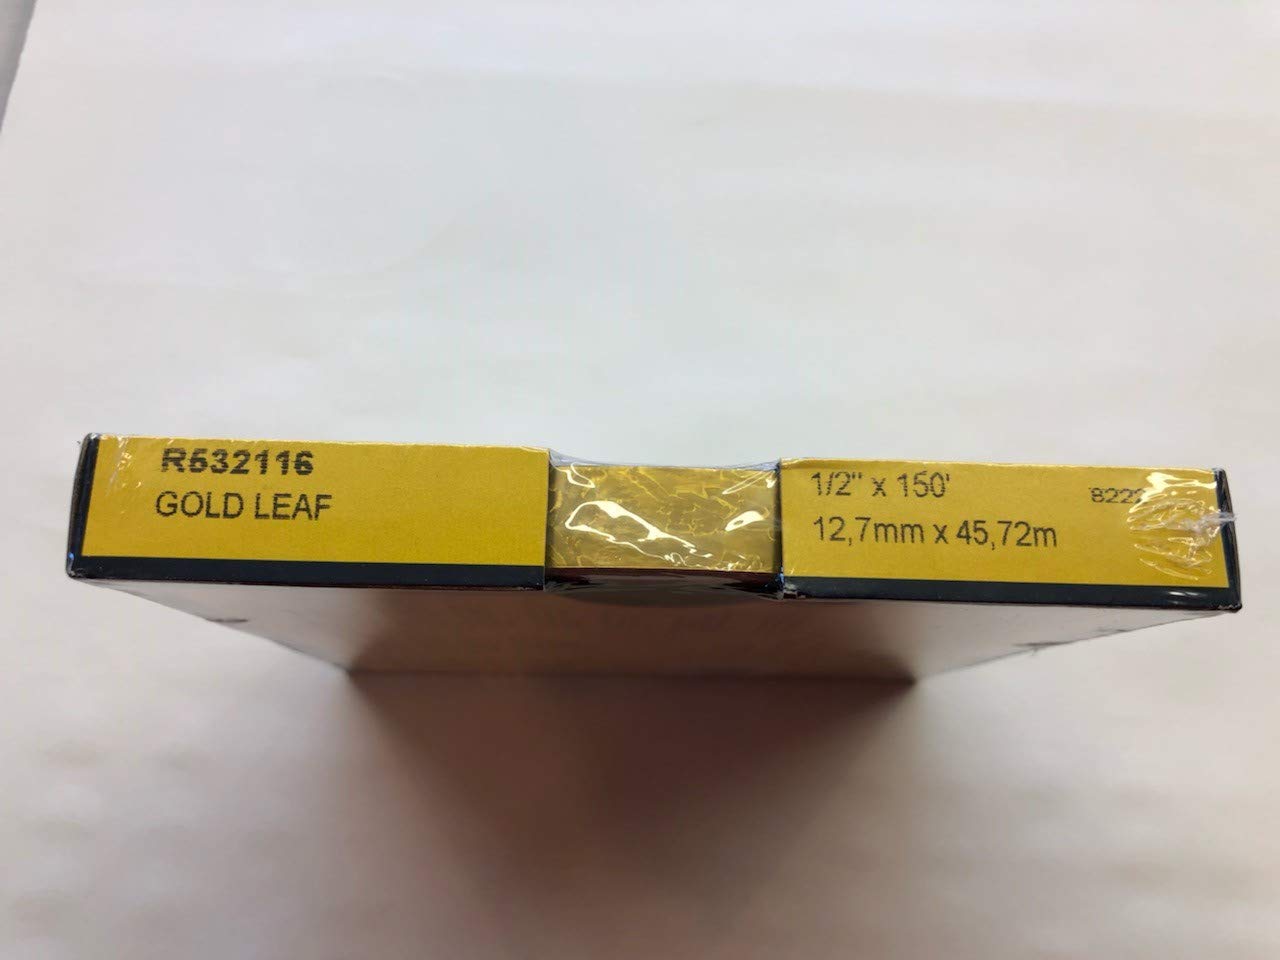 R532116
GOLD LEAF
1/2" x 150'
12,7mm x 45,72m